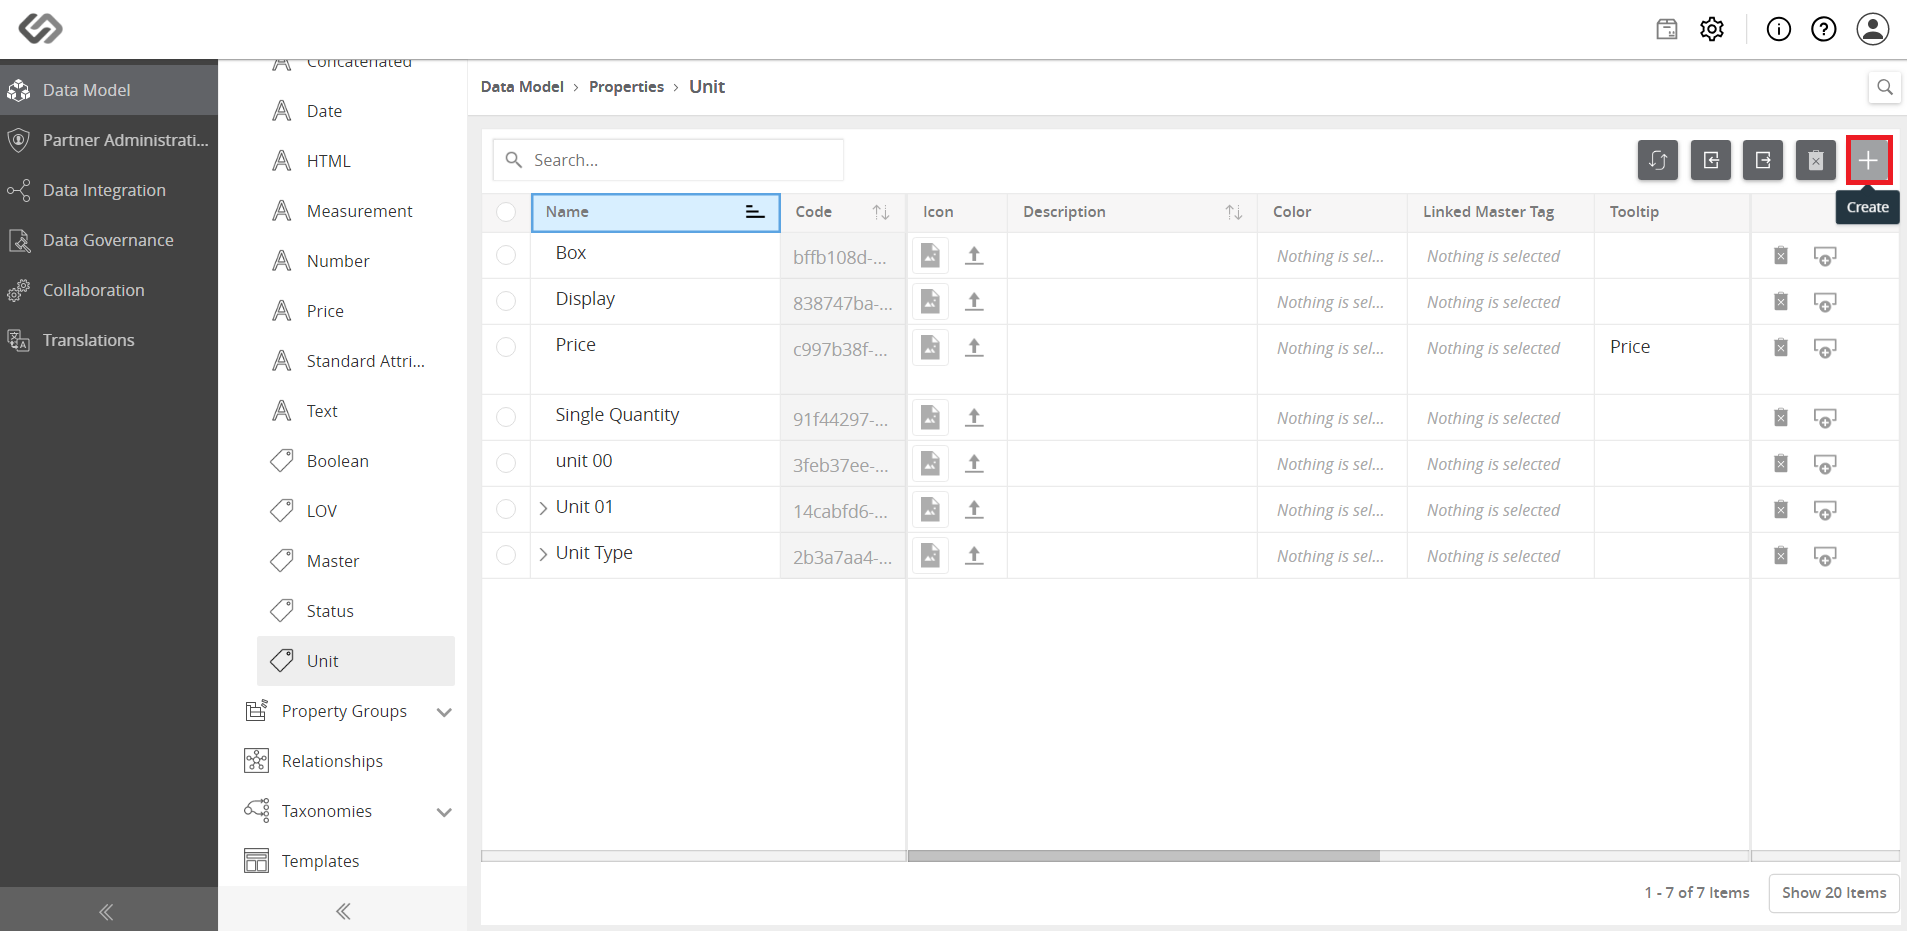 Data Model
Partner Administrati...
Data Integration
Data Governance
Collaboration
Translations
Concatenated
Date
HTML
Measurement
Number
Price
Standard Attri...
Text
Boolean
LOV
Master
Status
Unit
Property Groups
Relationships
Taxonomies
Templates
Data Model > Properties > Unit
Search...
Create
Name Code Icon Description Color Linked Master Tag Tooltip
Box bffb108d-... Nothing is sel... Nothing is selected
Display 838747ba-... Nothing is sel... Nothing is selected
Price c997b38f-... Nothing is sel... Nothing is selected Price
Single Quantity 91f44297-... Nothing is sel... Nothing is selected
unit 00 3feb37ee-... Nothing is sel... Nothing is selected
Unit 01 14cabfd6-... Nothing is sel... Nothing is selected
Unit Type 2b3a7aa4-... Nothing is sel... Nothing is selected
1 - 7 of 7 Items Show 20 Items